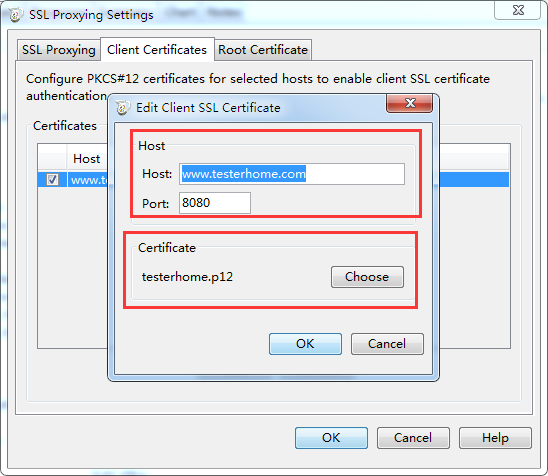 SSL Proxying Settings
SSL Proxying
Client Certificates
Root Certificate
Configure PKCS#12 certificates for selected hosts to enable client SSL certificate
authentication
Certificates
Host
www.t
Edit Client SSL Certificate
Host
Host: www.testerhome.com
Port: 8080
Certificate
testerhome.p12 Choose
OK Cancel
OK Cancel Help